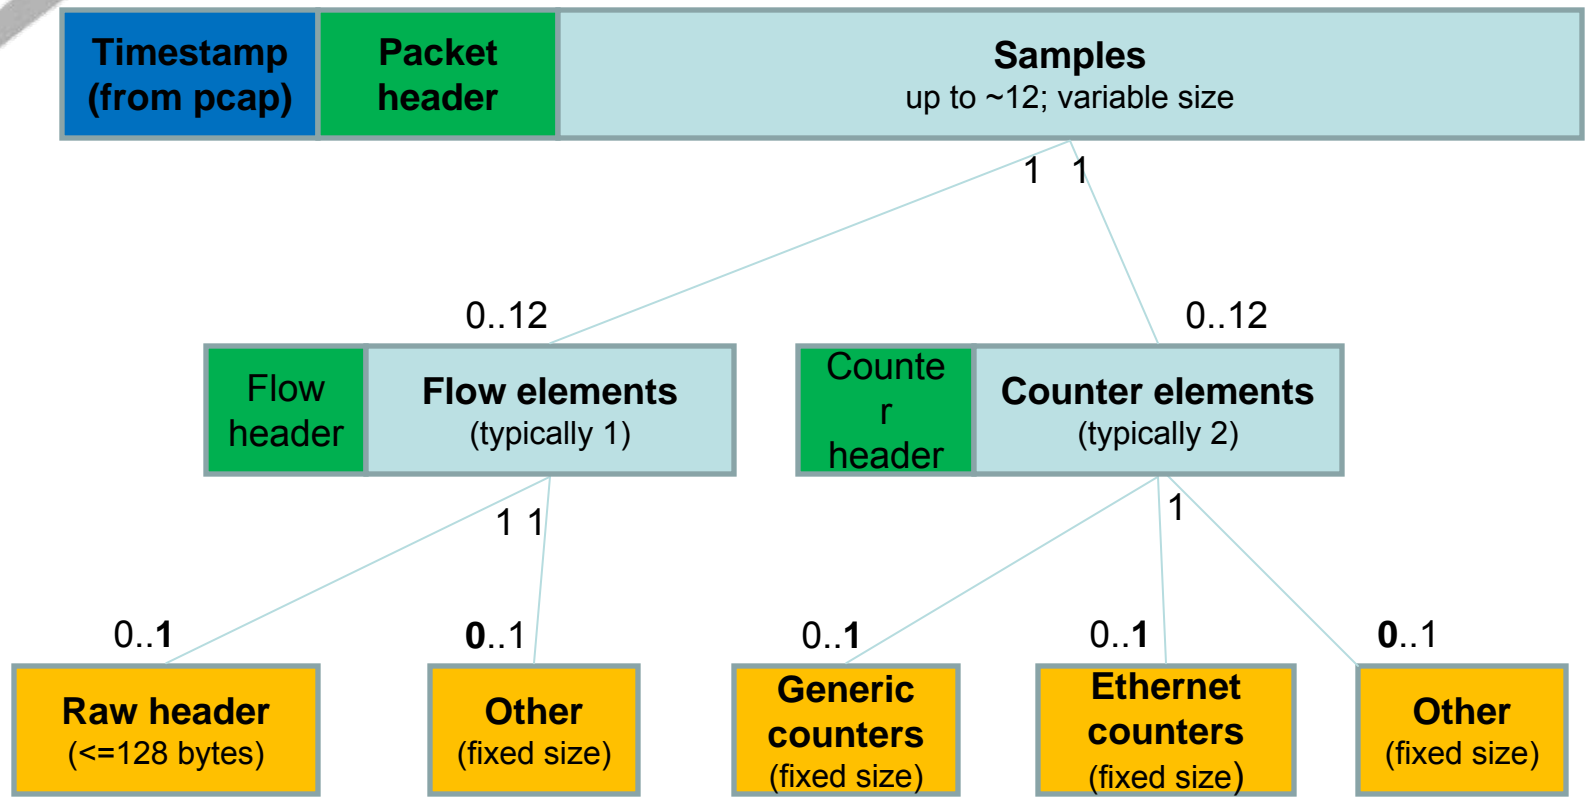 Timestamp
(from pcap)
Packet
header
Samples
up to ~12; variable size
1 1
0..12
0..12
Flow
header
Flow elements
(typically 1)
Counte
r
header
Counter elements
(typically 2)
1 1
1
0..1
0..1
0..1
0..1
0..1
Raw header
(<=128 bytes)
Other
(fixed size)
Generic
counters
(fixed size)
Ethernet
counters
(fixed size)
Other
(fixed size)